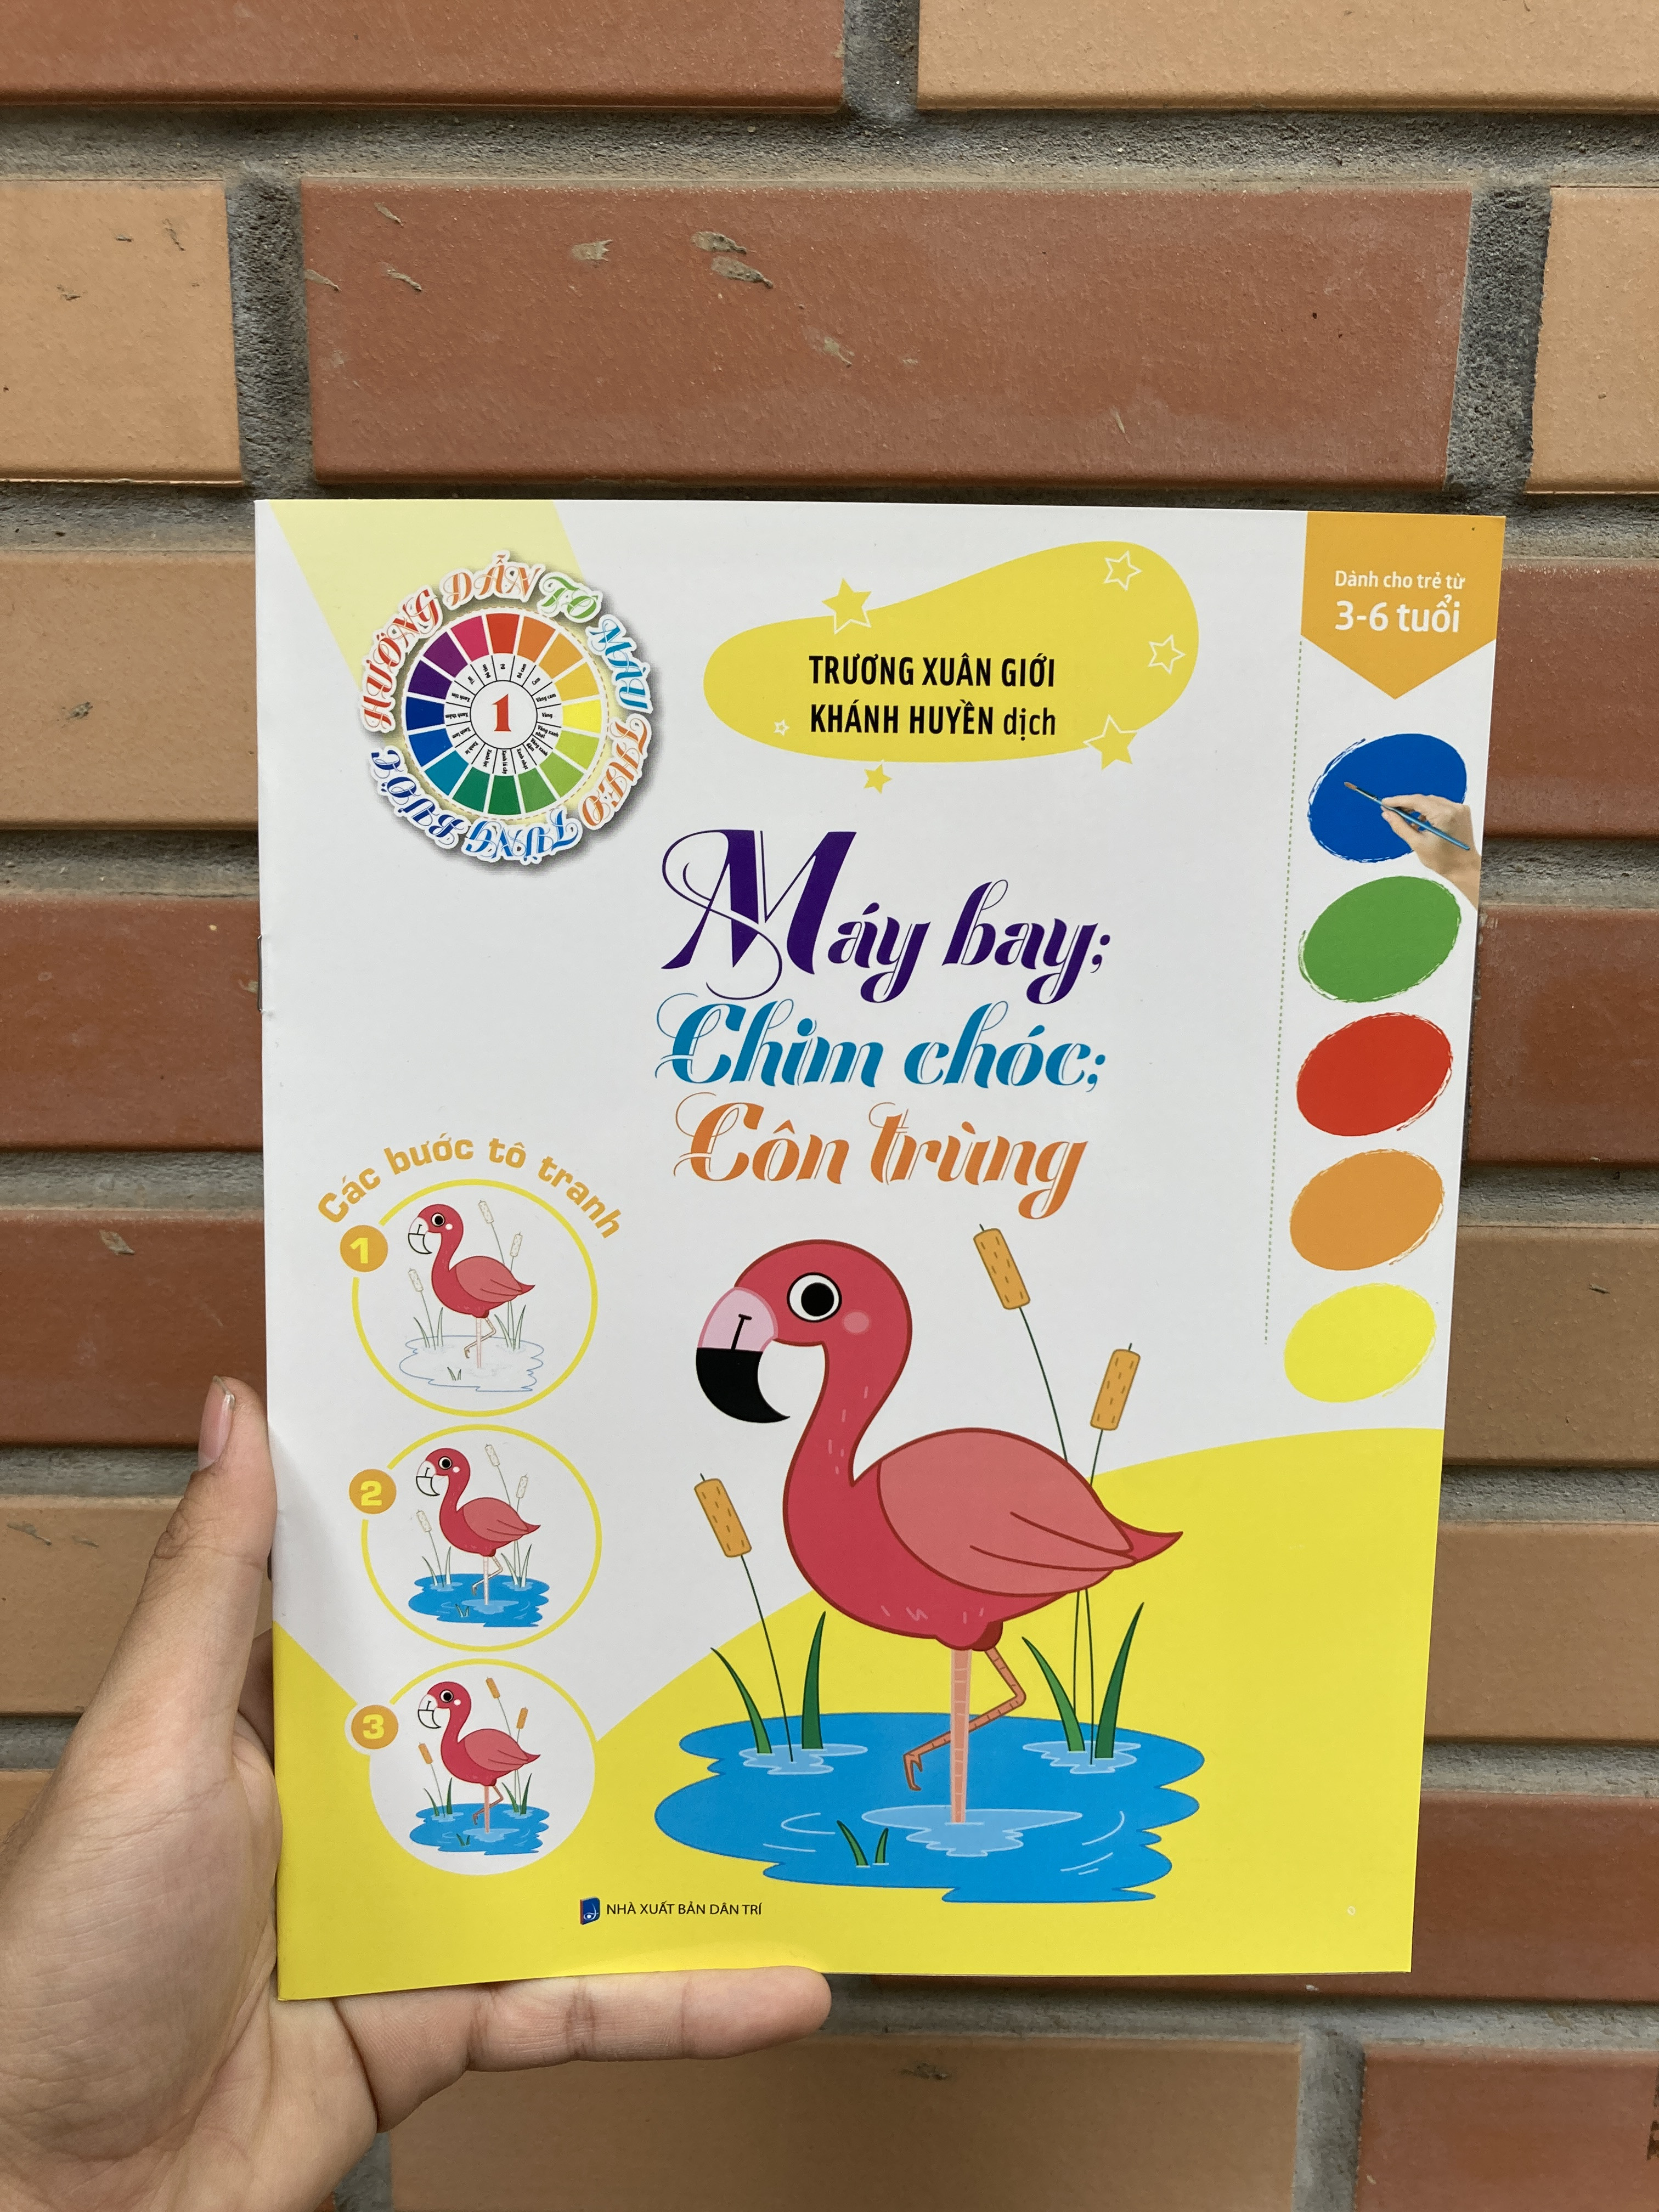 HƯỚNG DẪN TÔ MÀU THEO TỪNG BƯỚC
1
TRƯƠNG XUÂN GIỚI
KHÁNH HUYỀN dịch
Dành cho trẻ từ
3-6 tuổi
Máy bay;
Chim chóc;
Côn trùng
Các bước tô tranh
1
2
3
NHÀ XUẤT BẢN DÂN TRÍ